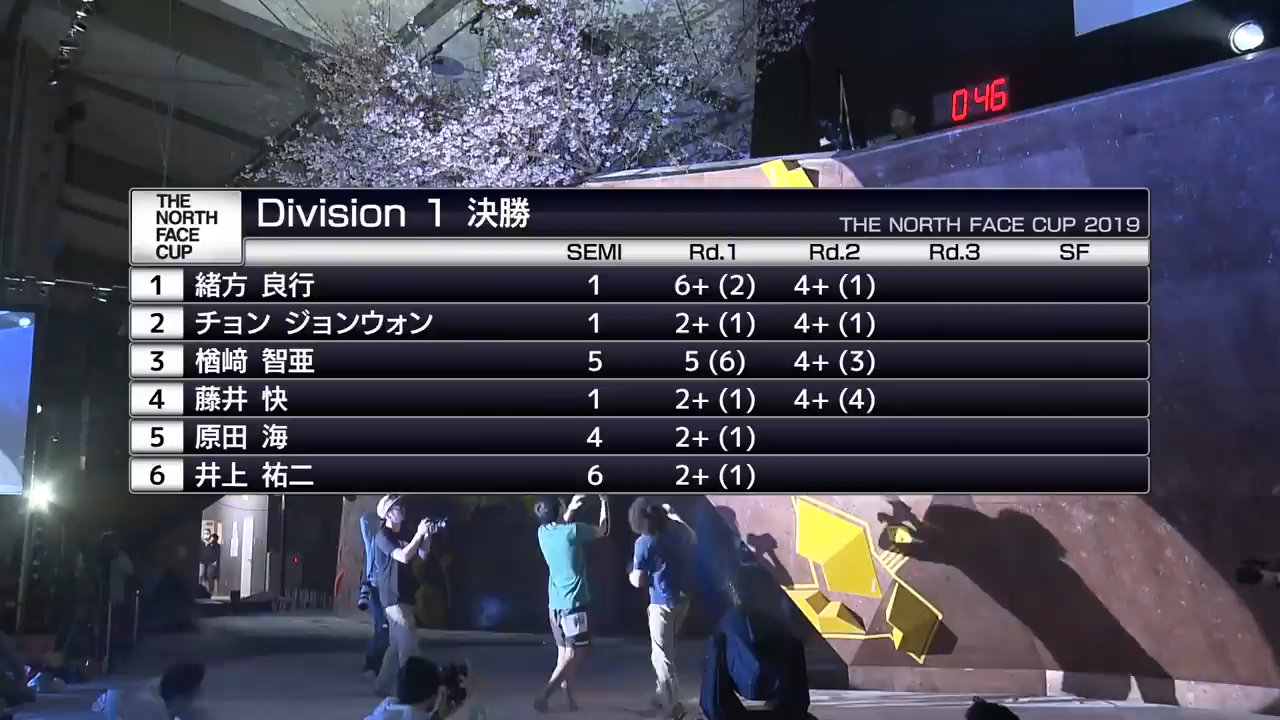 0:46
THE
NORTH
FACE
CUP
Division 1 決勝
THE NORTH FACE CUP 2019
SEMI Rd.1 Rd.2 Rd.3 SF
1 緒方 良行 1 6+ (2) 4+ (1)
2 チョン ジョンウォン 1 2+ (1) 4+ (1)
3 楢﨑 智亜 5 5 (6) 4+ (3)
4 藤井 快 1 2+ (1) 4+ (4)
5 原田 海 4 2+ (1)
6 井上 祐二 6 2+ (1)